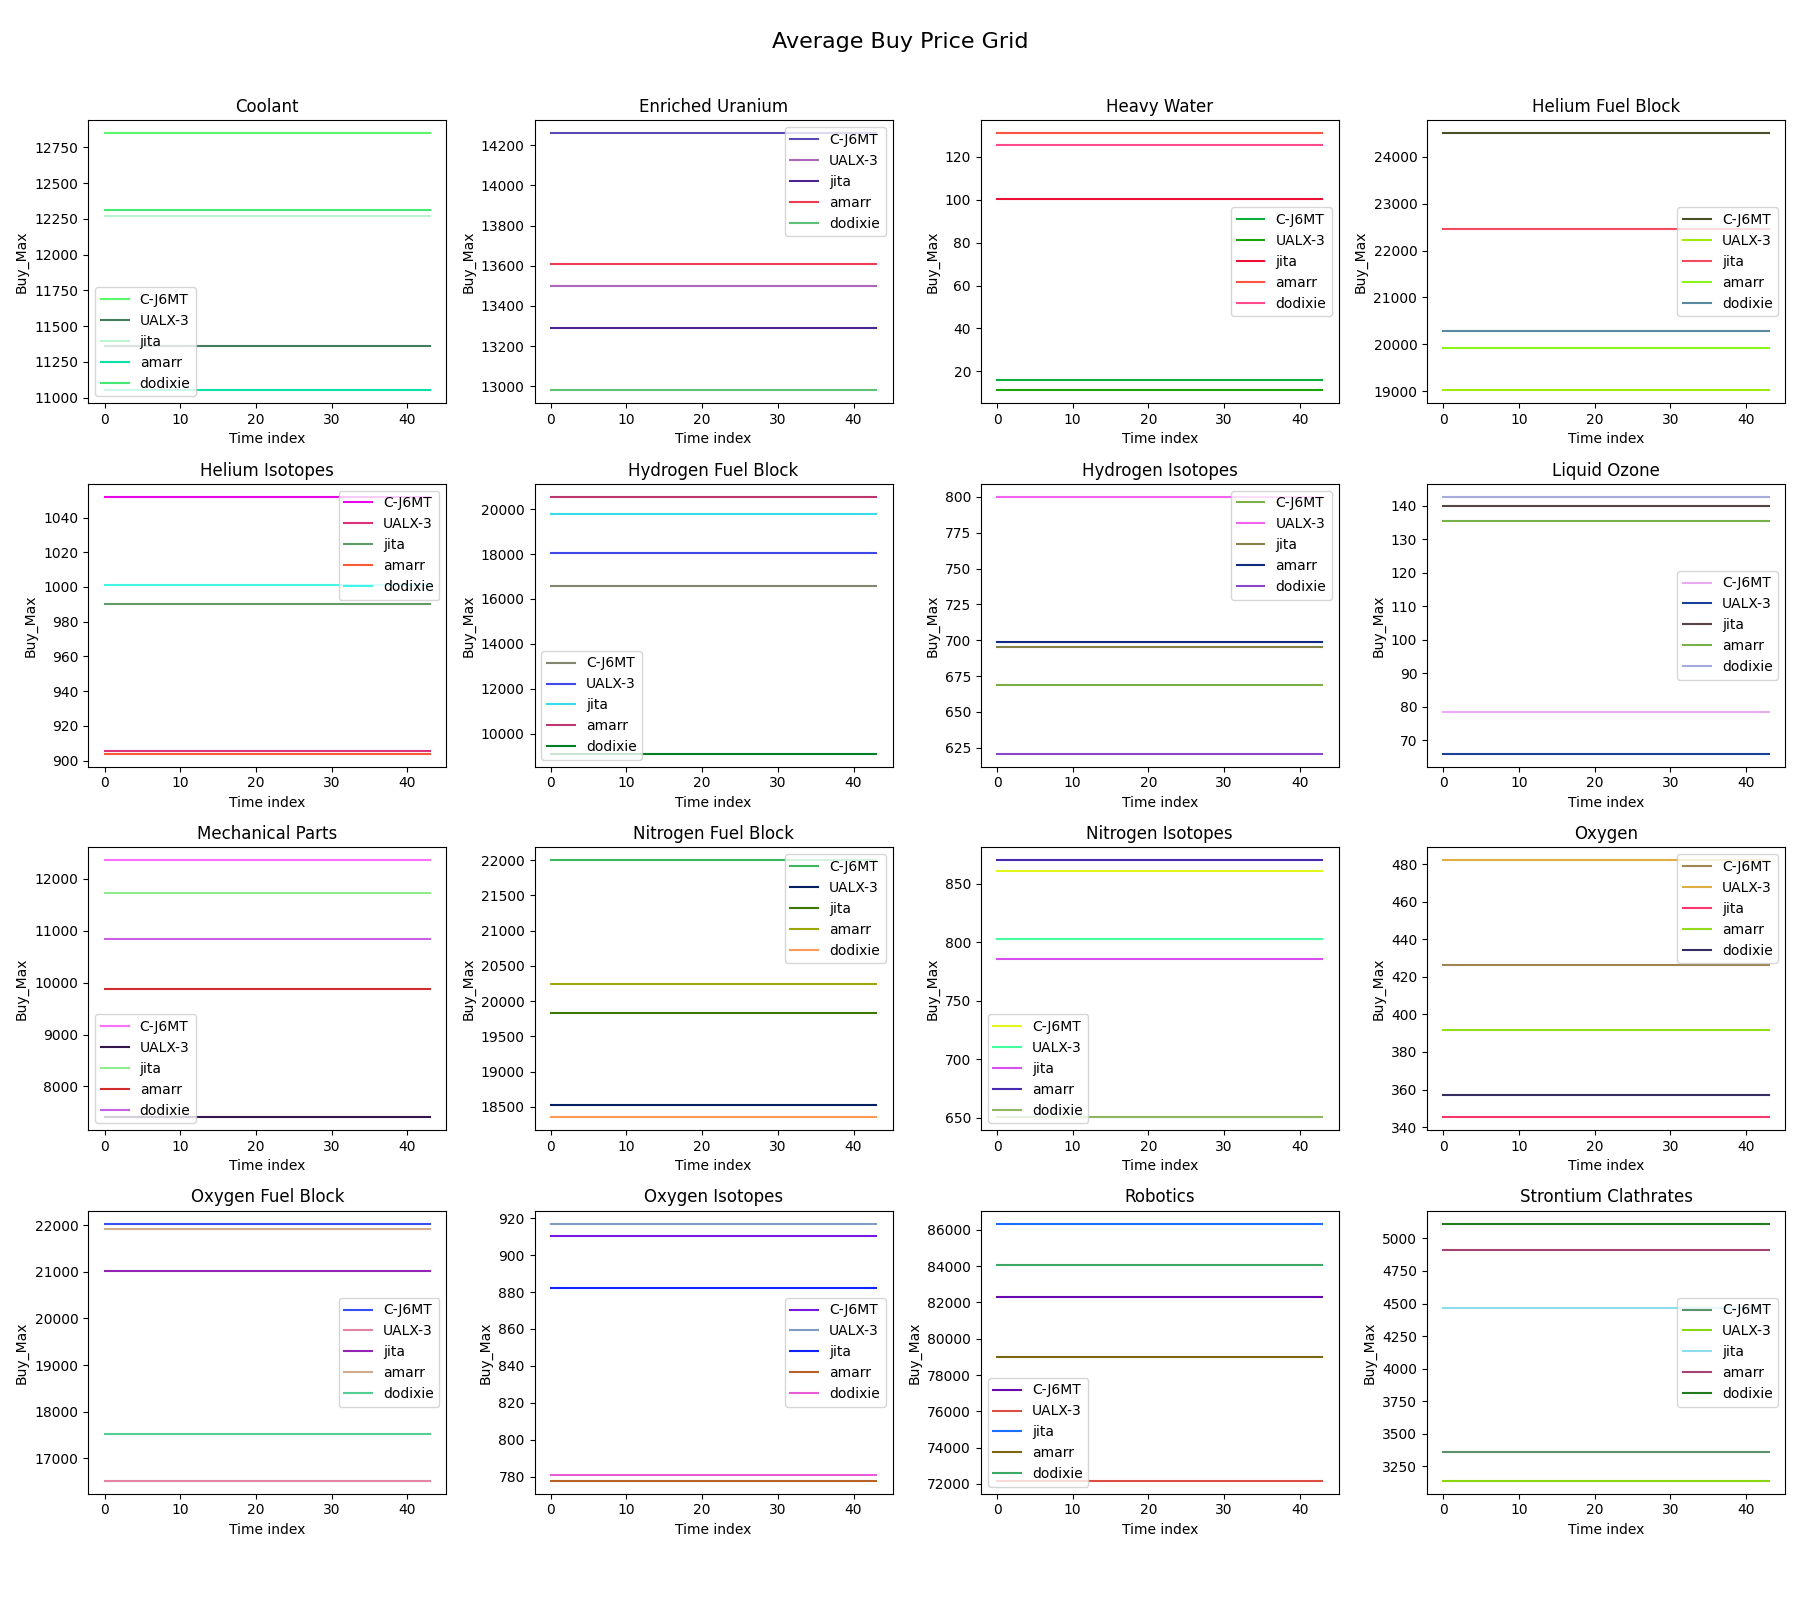 Average Buy Price Grid
Coolant
Buy_Max
12750
12500
12250
12000
11750
11500
11250
11000
C-J6MT
UALX-3
jita
amarr
dodixie
0 10 20 30 40
Time index
Enriched Uranium
Buy_Max
14200
14000
13800
13600
13400
13200
13000
C-J6MT
UALX-3
jita
amarr
dodixie
0 10 20 30 40
Time index
Heavy Water
Buy_Max
120
100
80
60
40
20
C-J6MT
UALX-3
jita
amarr
dodixie
0 10 20 30 40
Time index
Helium Fuel Block
Buy_Max
24000
23000
22000
21000
20000
19000
C-J6MT
UALX-3
jita
amarr
dodixie
0 10 20 30 40
Time index
Helium Isotopes
Buy_Max
1040
1020
1000
980
960
940
920
900
C-J6MT
UALX-3
jita
amarr
dodixie
0 10 20 30 40
Time index
Hydrogen Fuel Block
Buy_Max
20000
18000
16000
14000
12000
10000
C-J6MT
UALX-3
jita
amarr
dodixie
0 10 20 30 40
Time index
Hydrogen Isotopes
Buy_Max
800
775
750
725
700
675
650
625
C-J6MT
UALX-3
jita
amarr
dodixie
0 10 20 30 40
Time index
Liquid Ozone
Buy_Max
140
130
120
110
100
90
80
70
C-J6MT
UALX-3
jita
amarr
dodixie
0 10 20 30 40
Time index
Mechanical Parts
Buy_Max
12000
11000
10000
9000
8000
C-J6MT
UALX-3
jita
amarr
dodixie
0 10 20 30 40
Time index
Nitrogen Fuel Block
Buy_Max
22000
21500
21000
20500
20000
19500
19000
18500
C-J6MT
UALX-3
jita
amarr
dodixie
0 10 20 30 40
Time index
Nitrogen Isotopes
Buy_Max
850
800
750
700
650
C-J6MT
UALX-3
jita
amarr
dodixie
0 10 20 30 40
Time index
Oxygen
Buy_Max
480
460
440
420
400
380
360
340
C-J6MT
UALX-3
jita
amarr
dodixie
0 10 20 30 40
Time index
Oxygen Fuel Block
Buy_Max
22000
21000
20000
19000
18000
17000
C-J6MT
UALX-3
jita
amarr
dodixie
0 10 20 30 40
Time index
Oxygen Isotopes
Buy_Max
920
900
880
860
840
820
800
780
C-J6MT
UALX-3
jita
amarr
dodixie
0 10 20 30 40
Time index
Robotics
Buy_Max
86000
84000
82000
80000
78000
76000
74000
72000
C-J6MT
UALX-3
jita
amarr
dodixie
0 10 20 30 40
Time index
Strontium Clathrates
Buy_Max
5000
4750
4500
4250
4000
3750
3500
3250
C-J6MT
UALX-3
jita
amarr
dodixie
0 10 20 30 40
Time index